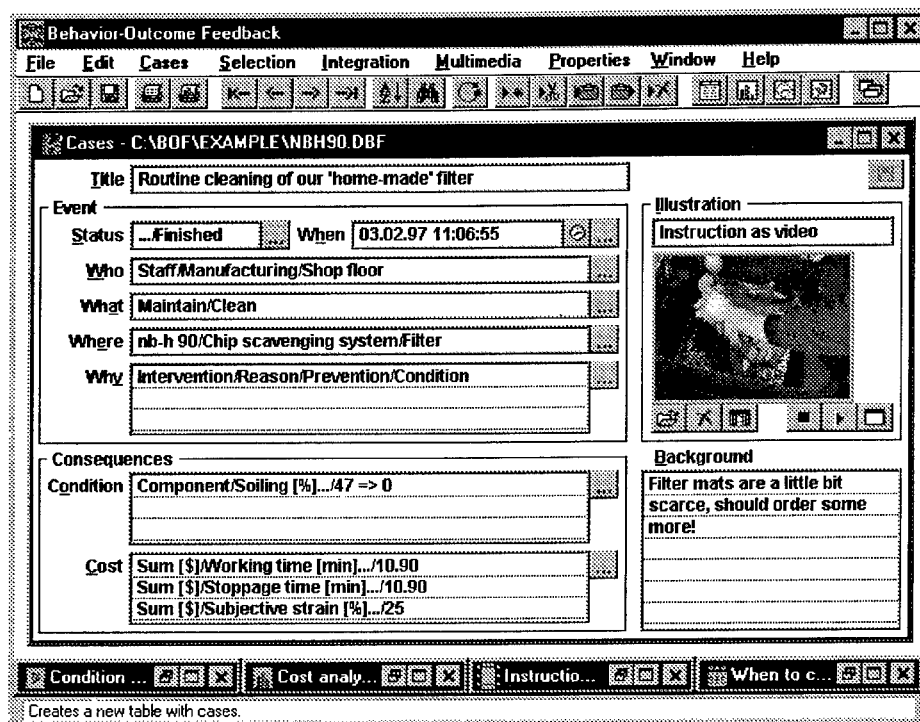 Behavior-Outcome Feedback
File Edit Cases Selection Integration Multimedia Properties Window Help
Cases - C:\BOF\EXAMPLE\NBH90.DBF
Title Routine cleaning of our 'home-made' filter
Event
Status .../Finished ... When 03.02.97 11:06:55 ...
Who Staff/Manufacturing/Shop floor ...
What Maintain/Clean ...
Where nb-h 90/Chip scavenging system/Filter ...
Why Intervention/Reason/Prevention/Condition ...
Illustration
Instruction as video
Consequences
Condition Component/Soiling [%].../47 => 0 ...
Cost Sum [$]/Working time [min].../10.90 ...
Sum [$]/Stoppage time [min].../10.90
Sum [$]/Subjective strain [%].../25
Background
Filter mats are a little bit
scarce, should order some
more!
Condition ... Cost analy... Instructio... When to c...
Creates a new table with cases.